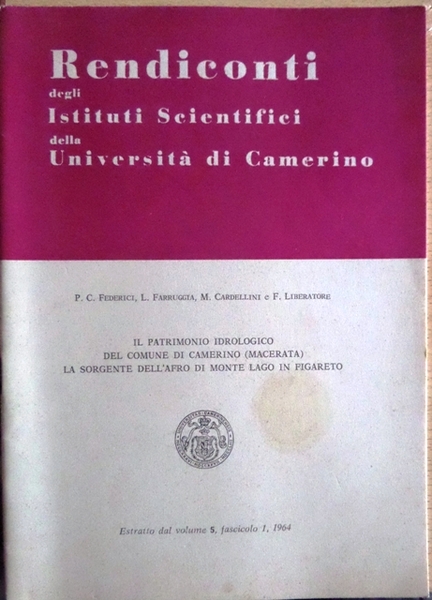 Rendiconti
degli
Istituti Scientifici
della
Università di Camerino
P. C. Federici, L. Farruggia, M. Cardellini e F. Liberatore
IL PATRIMONIO IDROLOGICO
DEL COMUNE DI CAMERINO (MACERATA)
LA SORGENTE DELL'AFRO DI MONTE LAGO IN FIGARETO
Estratto dal volume 5, fascicolo 1, 1964